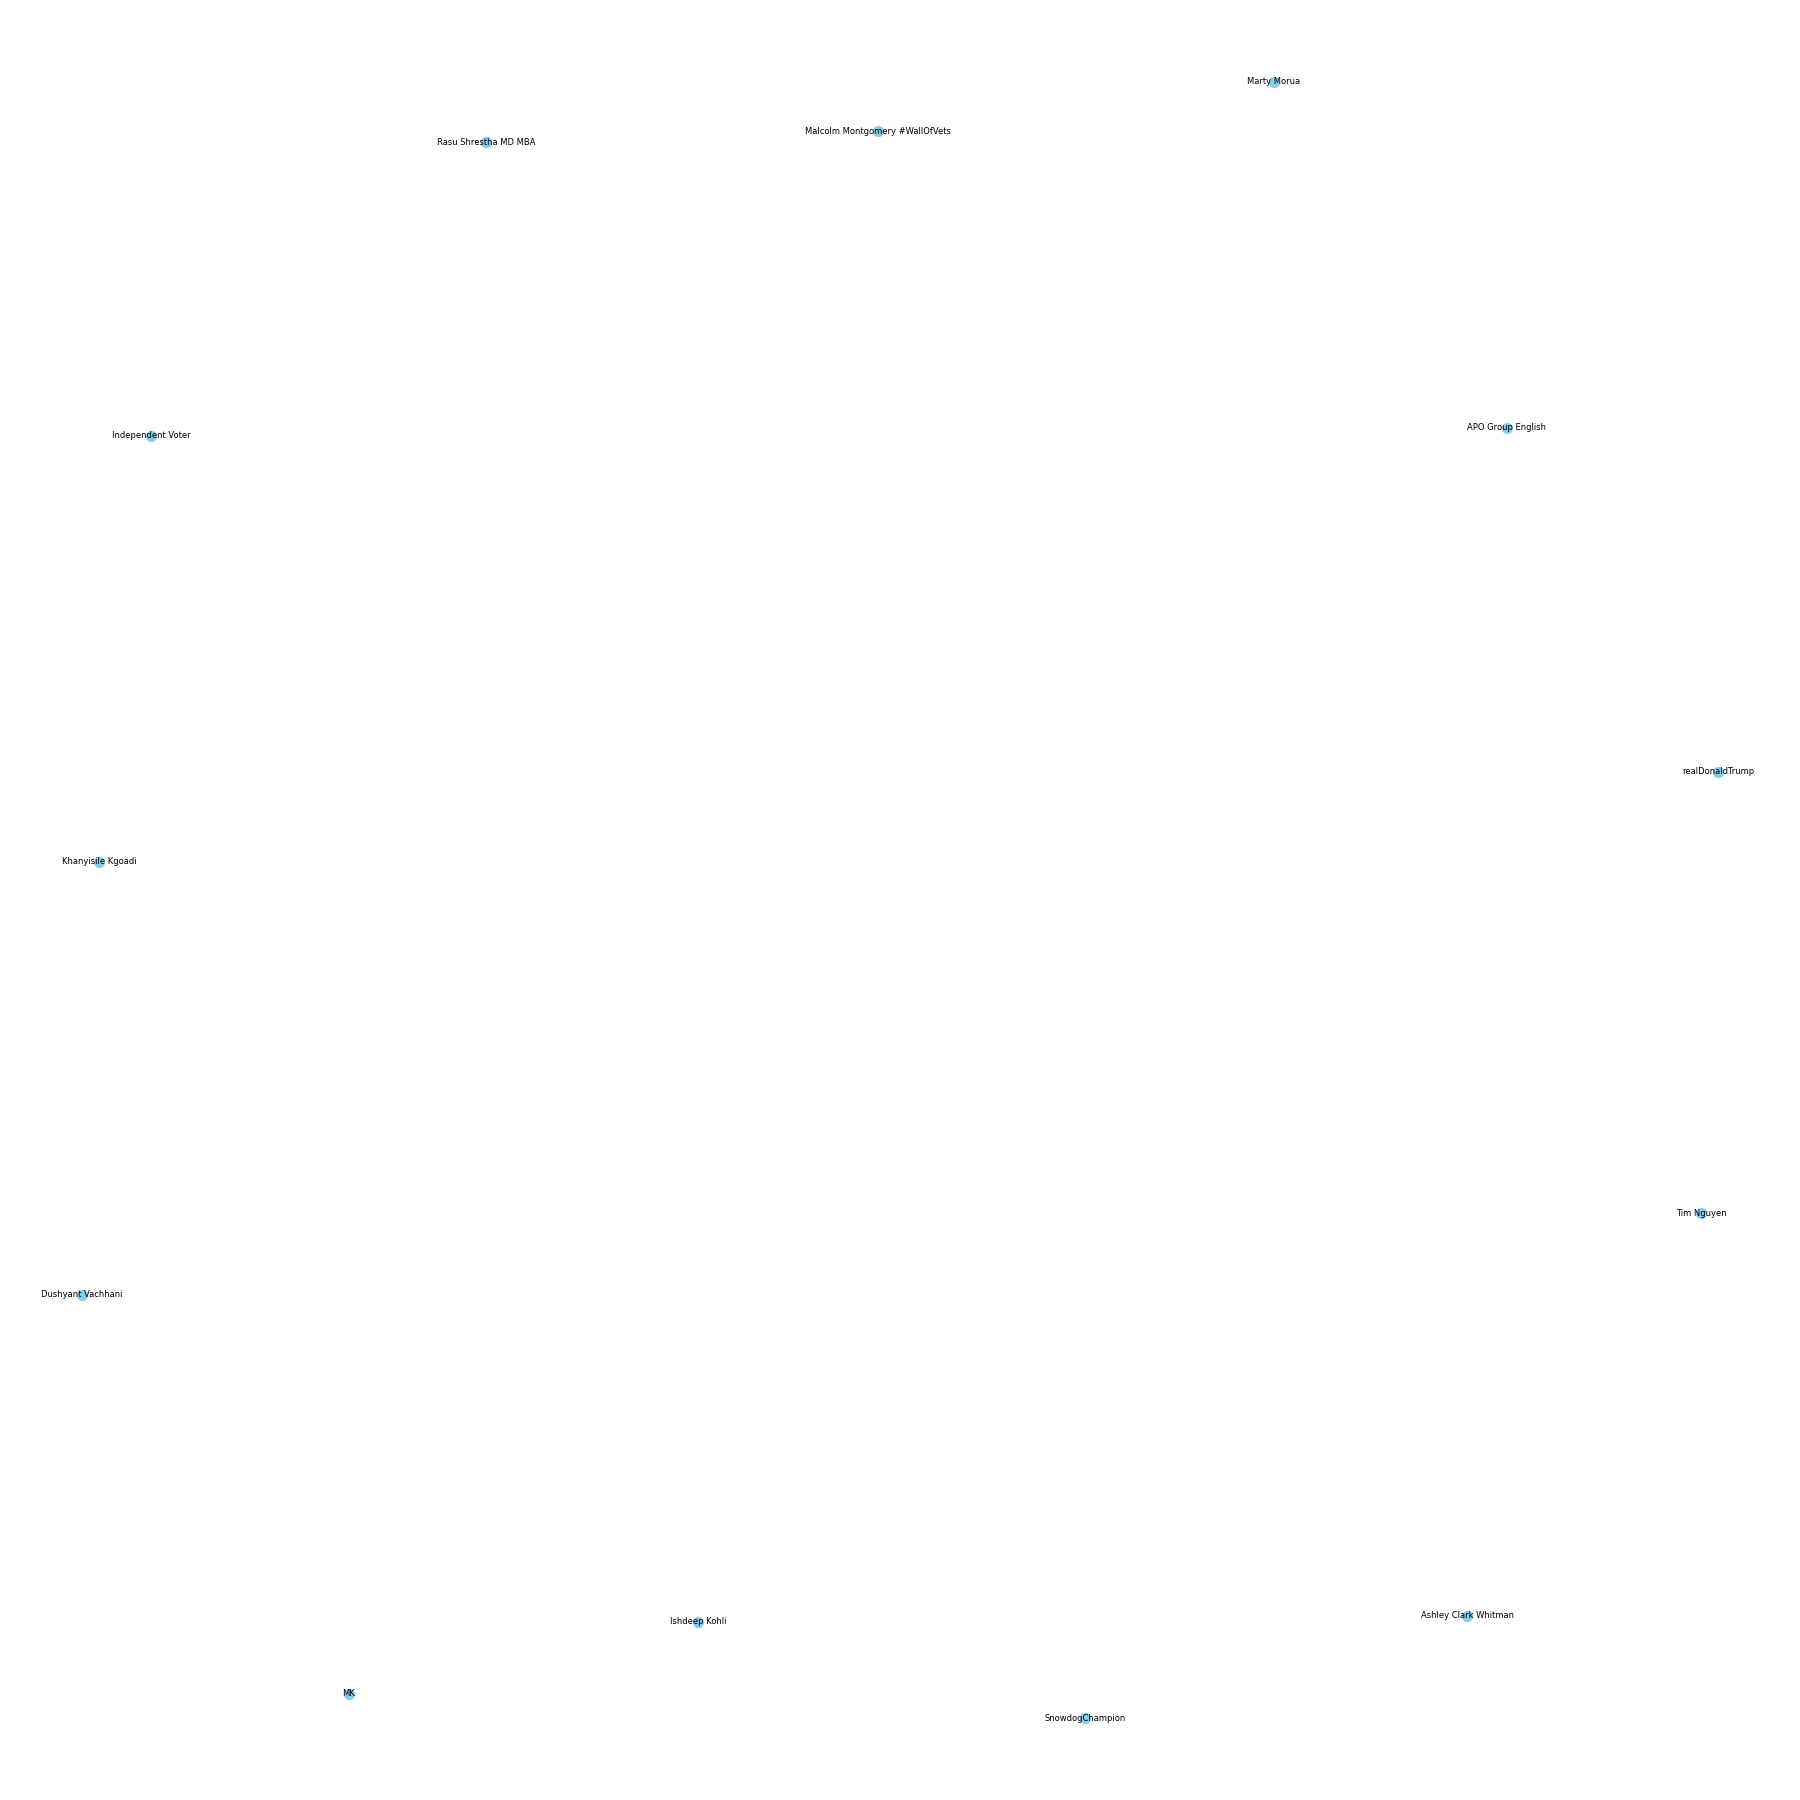 Marty Morua
Malcolm Montgomery #WallOfVets
Rasu Shrestha MD MBA
APO Group English
Independent Voter
realDonaldTrump
Khanyisile Kgoadi
Tim Nguyen
Dushyant Vachhani
Ashley Clark Whitman
Ishdeep Kohli
MK
SnowdogChampion